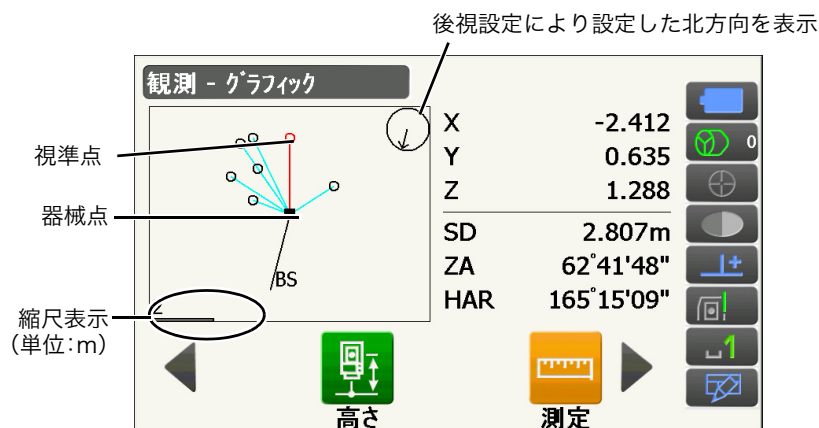 後視設定により設定した北方向を表示
観測 - グラフィック
視準点
器械点
縮尺表示
(単位:m)
BS
2
X -2.412
Y 0.635
Z 1.288
SD 2.807m
ZA 62°41'48"
HAR 165°15'09"
0
1
高さ
測定